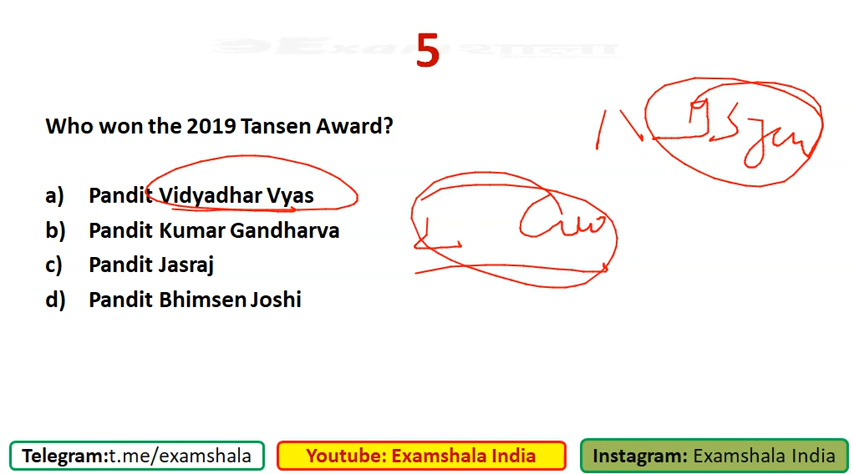 5
Who won the 2019 Tansen Award?
a) Pandit Vidyadhar Vyas
b) Pandit Kumar Gandharva
c) Pandit Jasraj
d) Pandit Bhimsen Joshi
Telegram:t.me/examshala
Youtube: Examshala India
Instagram: Examshala India